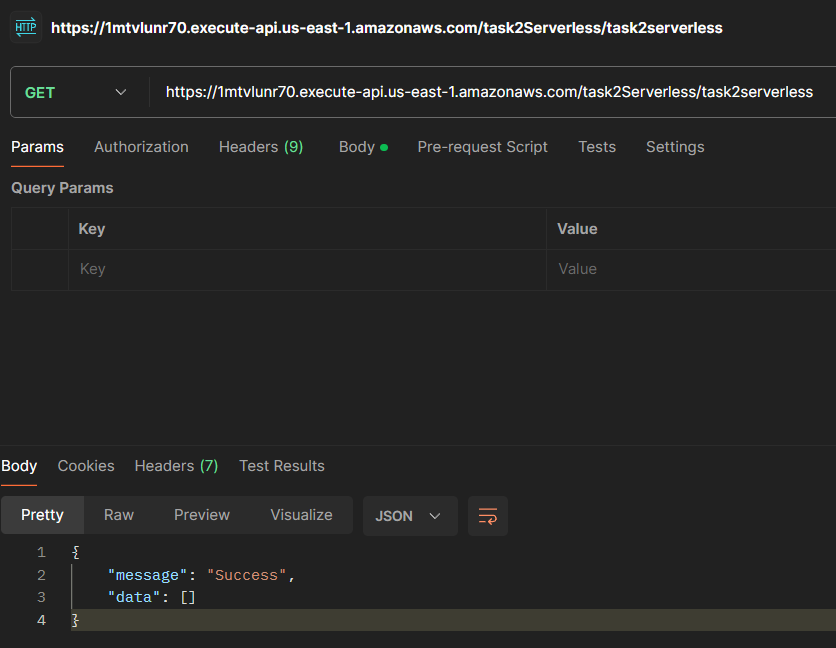 HTTP https://1mtvlunr70.execute-api.us-east-1.amazonaws.com/task2Serverless/task2serverless
GET https://1mtvlunr70.execute-api.us-east-1.amazonaws.com/task2Serverless/task2serverless
Params Authorization Headers (9) Body Pre-request Script Tests Settings
Query Params
Key Value
Key Value
Body Cookies Headers (7) Test Results
Pretty Raw Preview Visualize JSON
1 {
2 "message": "Success",
3 "data": []
4 }